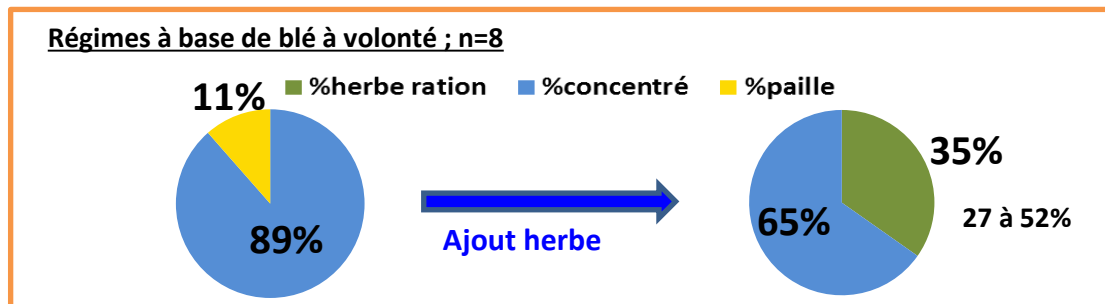 Régimes à base de blé à volonté ; n=8
%herbe ration %concentré %paille
11%
89%
Ajout herbe
65%
35%
27 à 52%